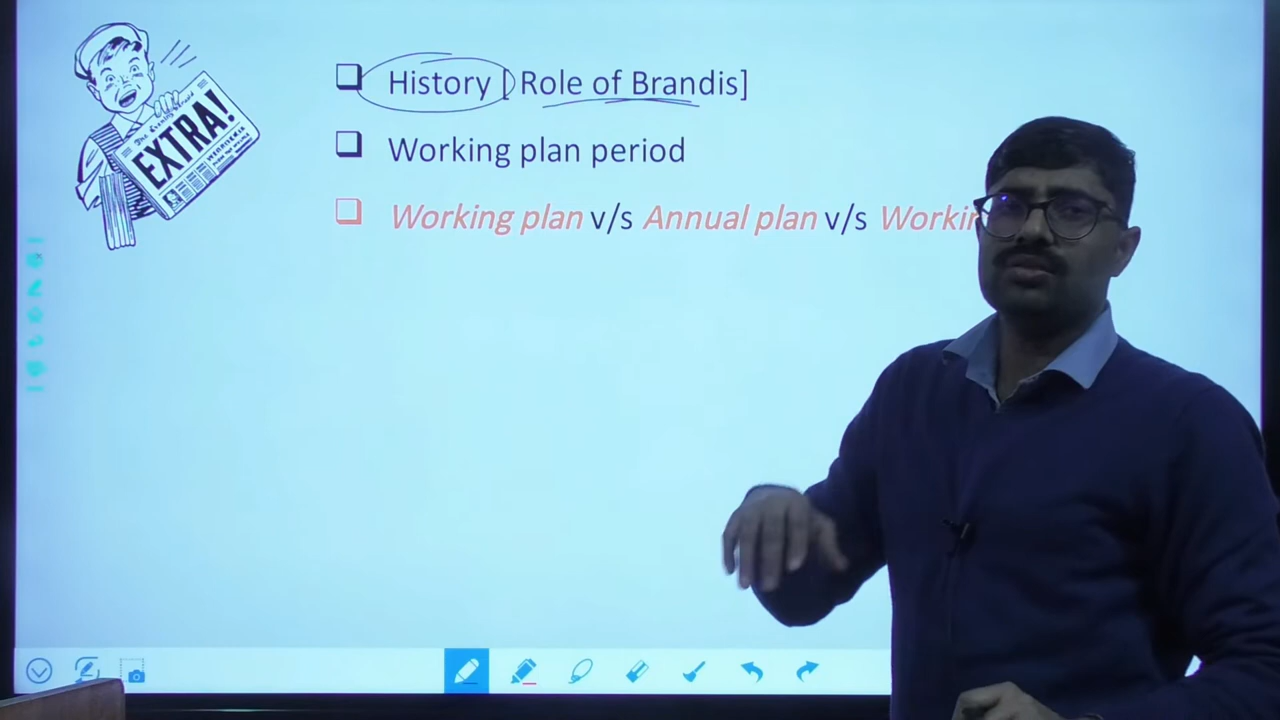 EXTRA!
History [Role of Brandis]
Working plan period
Working plan v/s Annual plan v/s